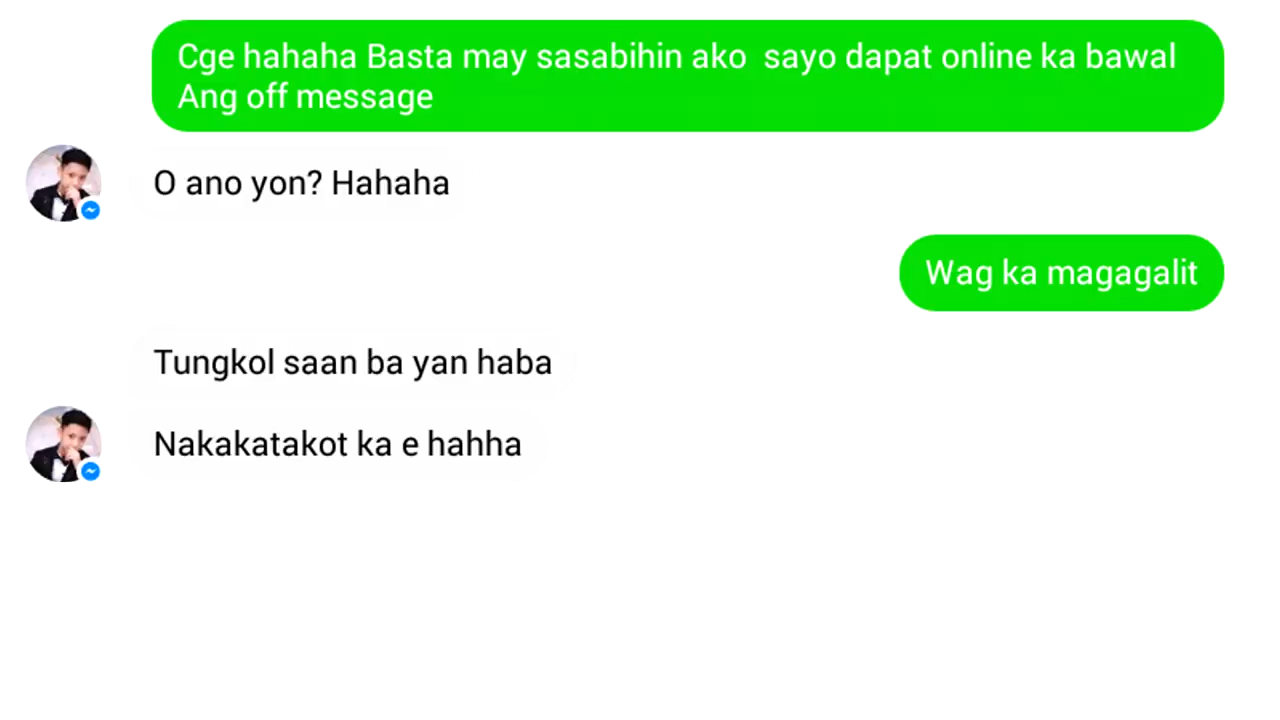 Cge hahaha Basta may sasabihin ako  sayo dapat online ka bawal
Ang off message
O ano yon? Hahaha
Wag ka magagalit
Tungkol saan ba yan haba
Nakakatakot ka e hahha